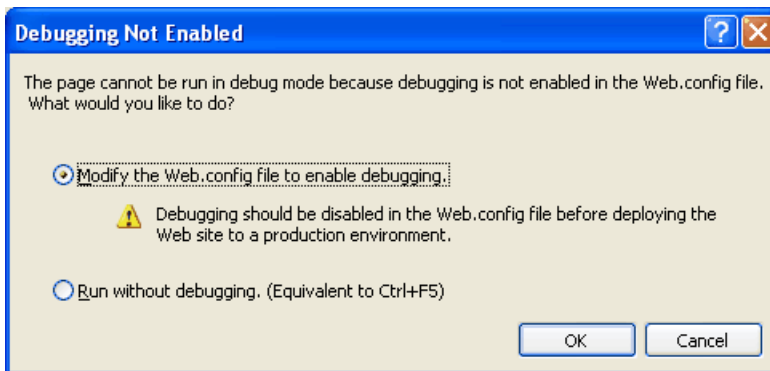 Debugging Not Enabled
The page cannot be run in debug mode because debugging is not enabled in the Web.config file.
What would you like to do?
Modify the Web.config file to enable debugging.
Debugging should be disabled in the Web.config file before deploying the
Web site to a production environment.
Run without debugging. (Equivalent to Ctrl+F5)
OK Cancel